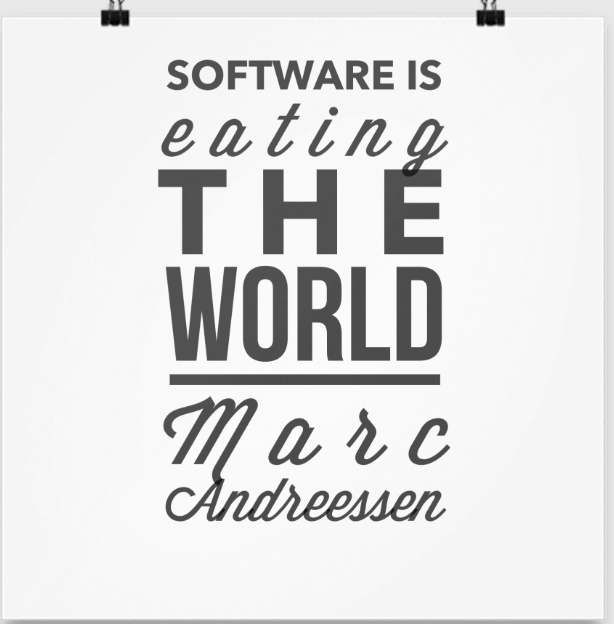 SOFTWARE IS
eating
THE
WORLD
Marc
Andreessen